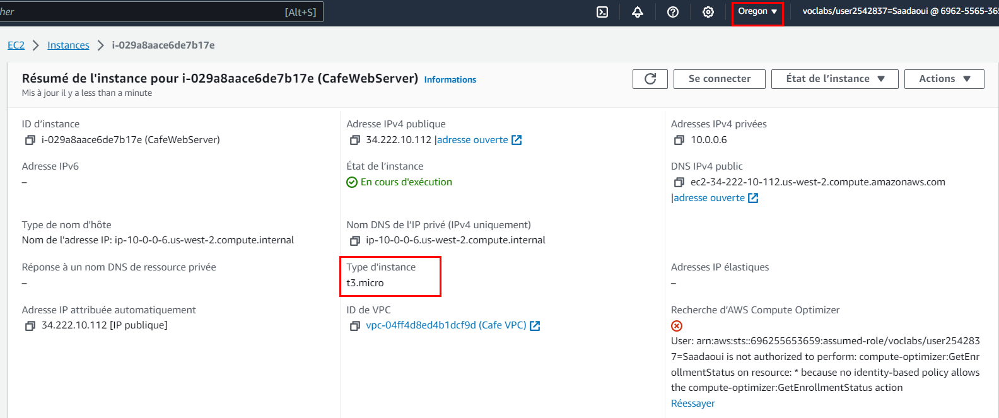 her [Alt+S] Oregon ▼ voclabs/user2542837=Saadaoui @ 6962-5565-365
EC2 > Instances > i-029a8aace6de7b17e
Résumé de l'instance pour i-029a8aace6de7b17e (CafeWebServer) Informations
Mis à jour il y a less than a minute
Se connecter
État de l’instance ▼
Actions ▼
ID d’instance
i-029a8aace6de7b17e (CafeWebServer)
Adresse IPv4 publique
34.222.10.112 |adresse ouverte
Adresses IPv4 privées
10.0.0.6
Adresse IPv6
–
État de l’instance
En cours d'exécution
DNS IPv4 public
ec2-34-222-10-112.us-west-2.compute.amazonaws.com
|adresse ouverte
Type de nom d'hôte
Nom de l'adresse IP: ip-10-0-0-6.us-west-2.compute.internal
Nom DNS de l’IP privé (IPv4 uniquement)
ip-10-0-0-6.us-west-2.compute.internal
Réponse à un nom DNS de ressource privée
–
Type d'instance
t3.micro
Adresses IP élastiques
–
Adresse IP attribuée automatiquement
34.222.10.112 [IP publique]
ID de VPC
vpc-04ff4d8ed4b1dcf9d (Cafe VPC)
Recherche d’AWS Compute Optimizer
User: arn:aws:sts::696255653659:assumed-role/voclabs/user254283
7=Saadaoui is not authorized to perform: compute-optimizer:GetEnr
ollmentStatus on resource: * because no identity-based policy allows
the compute-optimizer:GetEnrollmentStatus action
Réessayer